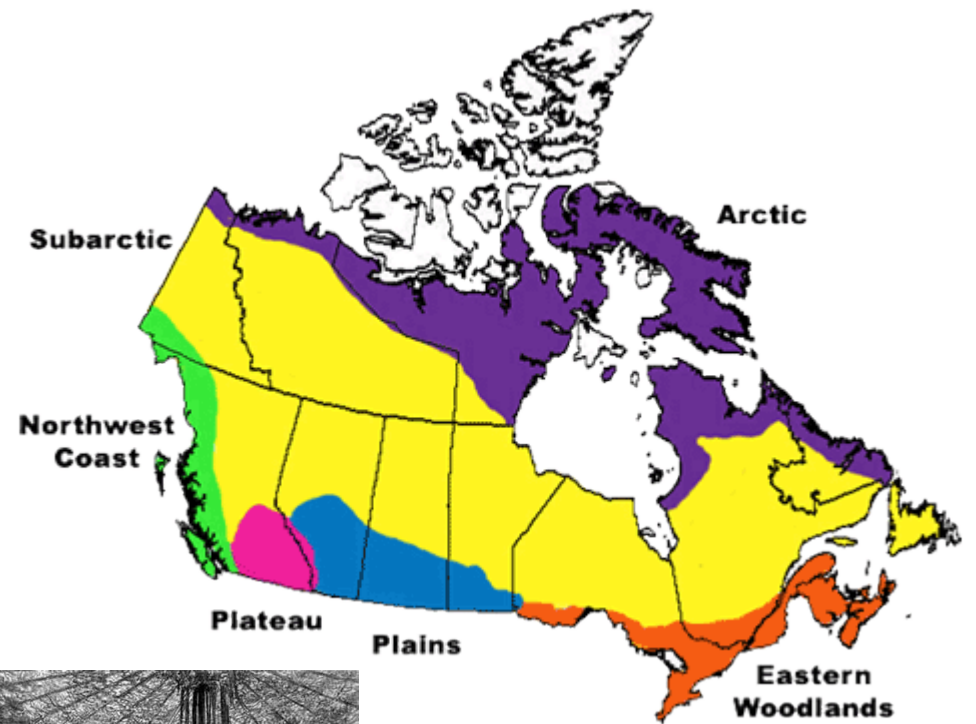 Arctic
Subarctic
Northwest
Coast
Plateau
Plains
Eastern
Woodlands